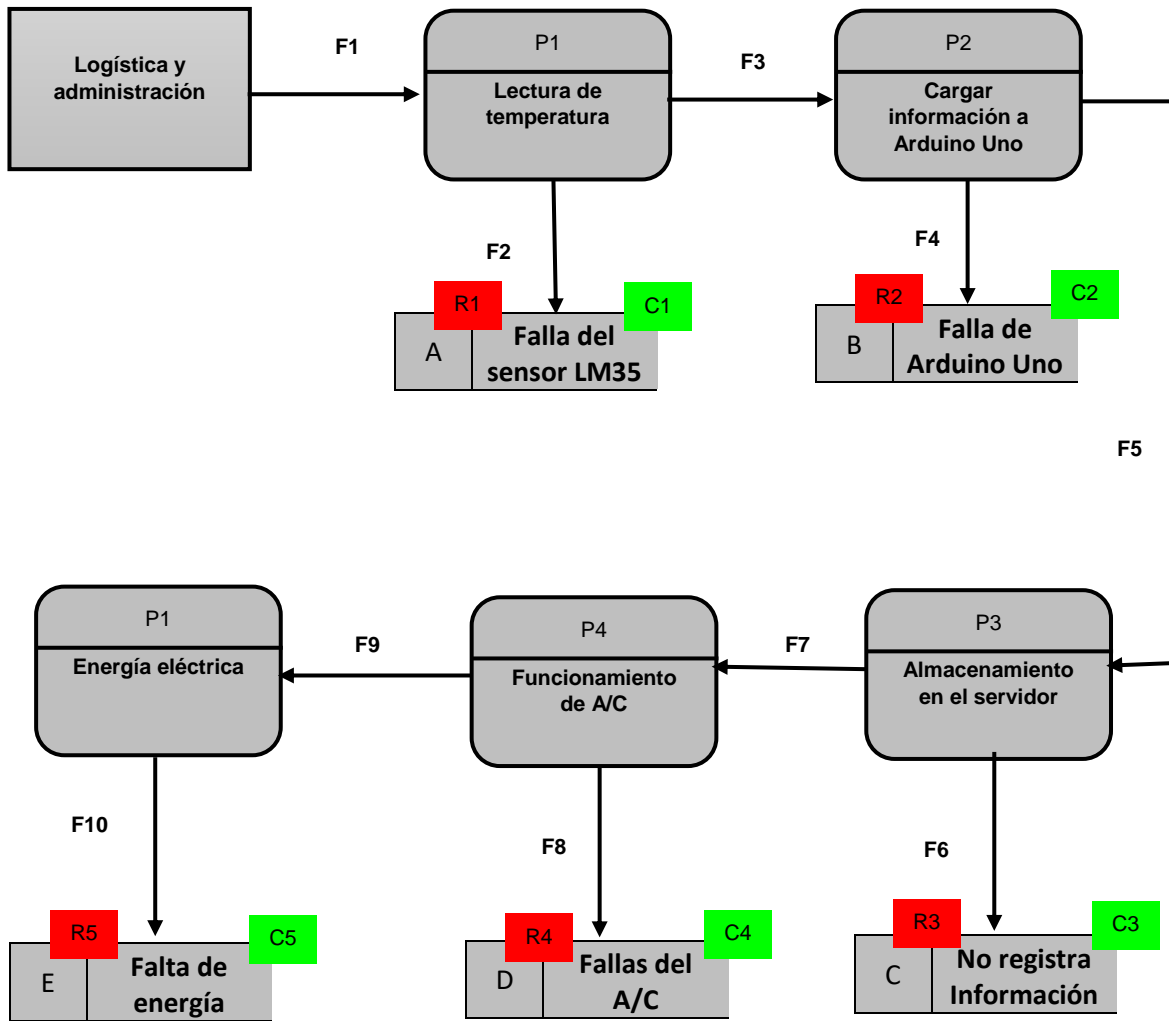 Logística y
administración
F1
P1
Lectura de
temperatura
F3
P2
Cargar
información a
Arduino Uno
F2
F4
R1
C1
A
Falla del
sensor LM35
R2
C2
B
Falla de
Arduino Uno
F5
P1
Energía eléctrica
F9
P4
Funcionamiento
de A/C
F7
P3
Almacenamiento
en el servidor
F10
F8
F6
R5
C5
E
Falta de
energía
R4
C4
D
Fallas del
A/C
R3
C3
C
No registra
Información